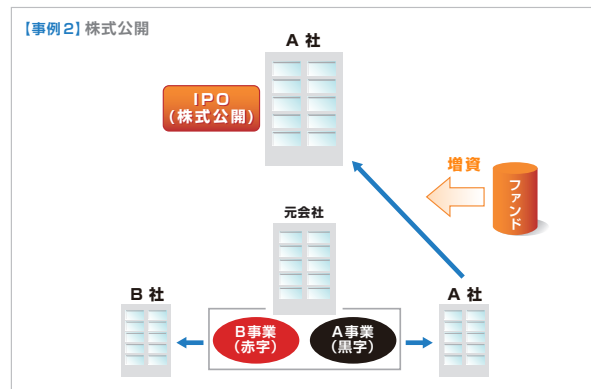 【事例2】株式公開
A 社
IPO
(株式公開)
増資
ファンド
元会社
B 社
A 社
B事業
(赤字)
A事業
(黒字)